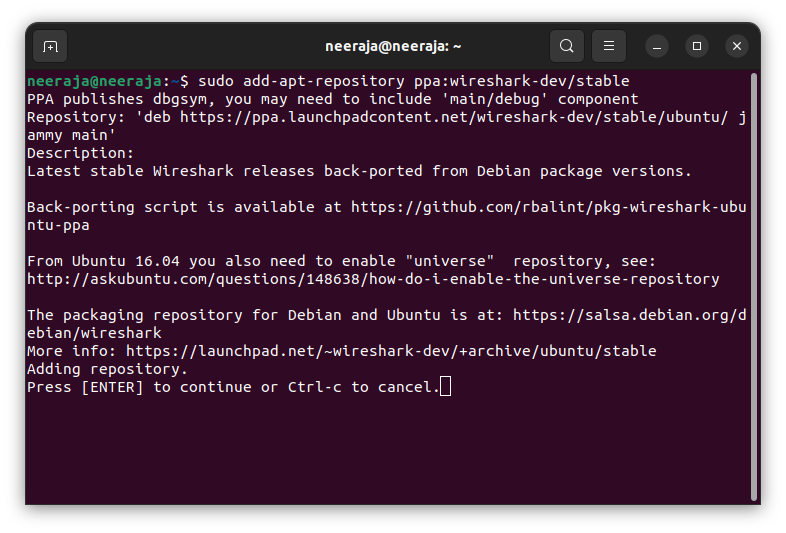 neeraja@neeraja: ~
neeraja@neeraja:~$ sudo add-apt-repository ppa:wireshark-dev/stable
PPA publishes dbgsym, you may need to include 'main/debug' component
Repository: 'deb https://ppa.launchpadcontent.net/wireshark-dev/stable/ubuntu/ j
ammy main'
Description:
Latest stable Wireshark releases back-ported from Debian package versions.
Back-porting script is available at https://github.com/rbalint/pkg-wireshark-ubu
ntu-ppa
From Ubuntu 16.04 you also need to enable "universe"  repository, see:
http://askubuntu.com/questions/148638/how-do-i-enable-the-universe-repository
The packaging repository for Debian and Ubuntu is at: https://salsa.debian.org/d
ebian/wireshark
More info: https://launchpad.net/~wireshark-dev/+archive/ubuntu/stable
Adding repository.
Press [ENTER] to continue or Ctrl-c to cancel.